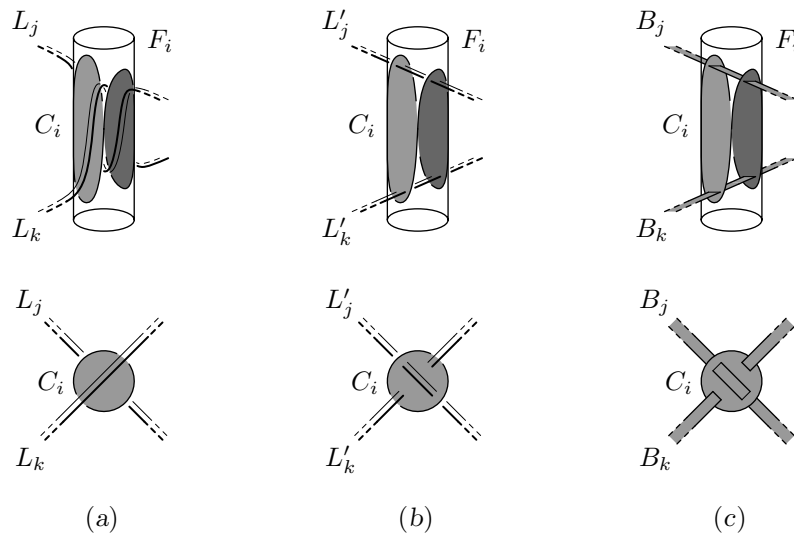 L_j L'_j B_j
F_i F_i F
C_i C_i C_i
L_k L'_k B_k
L_j L'_j B_j
C_i C_i C_i
L_k L'_k B_k
(a) (b) (c)